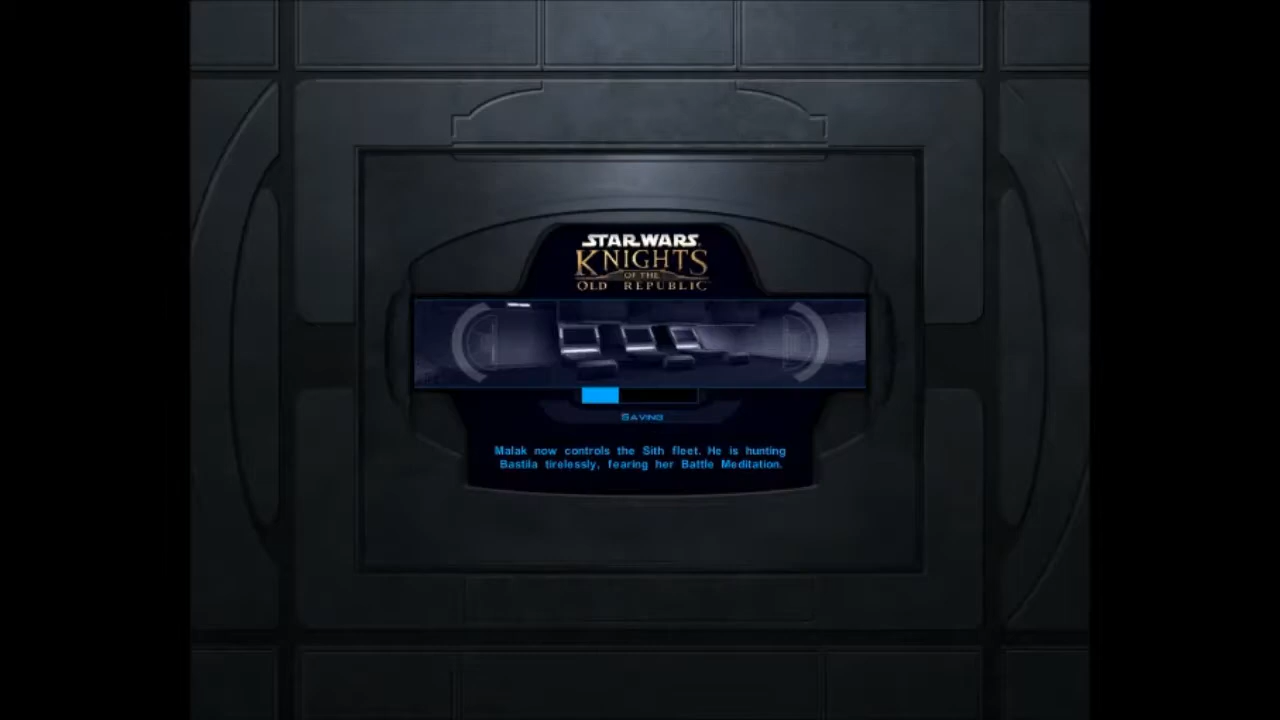 STAR WARS
KNIGHTS
OF THE
OLD REPUBLIC
SAVING
Malak now controls the Sith fleet. He is hunting
Bastila tirelessly, fearing her Battle Meditation.